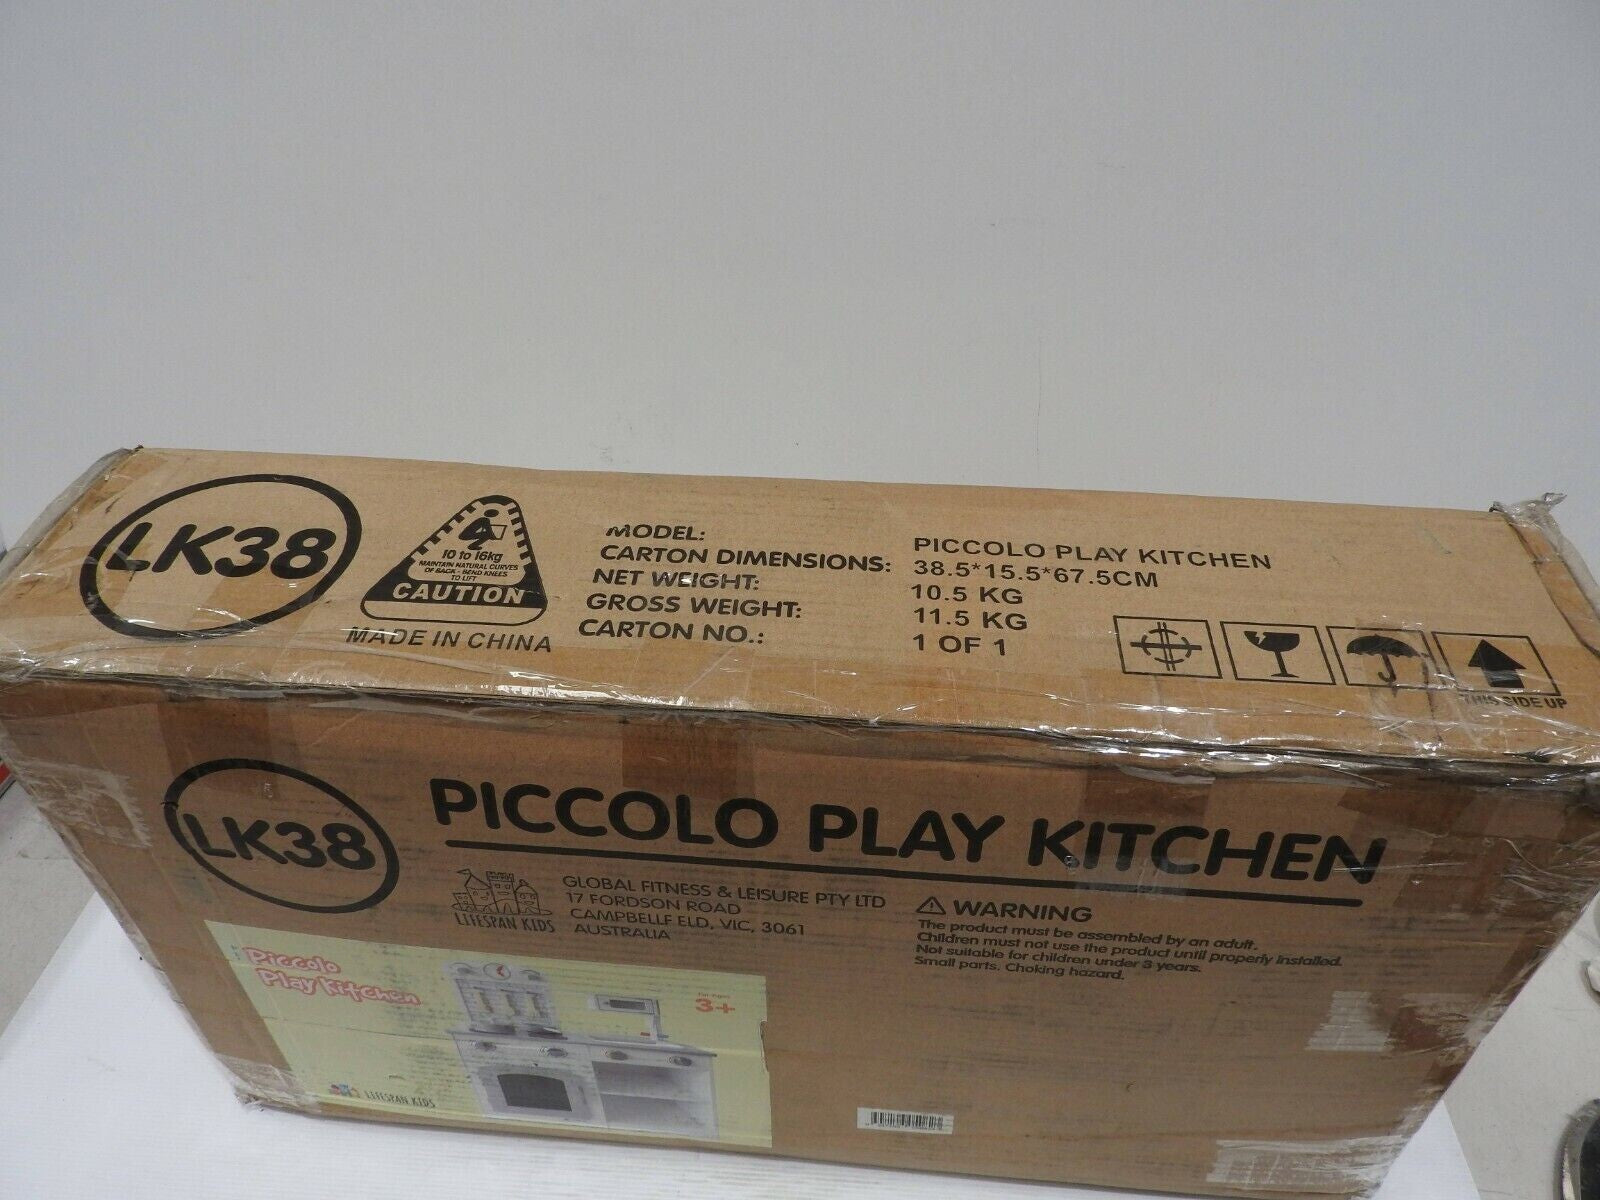 LK38
10 to 16kg
MAINTAIN NATURAL CURVES
OF BACK - BEND KNEES
TO LIFT
CAUTION
MADE IN CHINA
MODEL: PICCOLO PLAY KITCHEN
CARTON DIMENSIONS: 38.5*15.5*67.5CM
NET WEIGHT: 10.5 KG
GROSS WEIGHT: 11.5 KG
CARTON NO.: 1 OF 1
THIS SIDE UP
LK38
PICCOLO PLAY KITCHEN
LIFESPAN KIDS
GLOBAL FITNESS & LEISURE PTY LTD
17 FORDSON ROAD
CAMPBELLF ELD, VIC, 3061
AUSTRALIA
WARNING
The product must be assembled by an adult.
Children must not use the product until properly installed.
Not suitable for children under 3 years.
Small parts. Choking hazard.
Piccolo
Play Kitchen
For Ages
3+
LIFESPAN KIDS